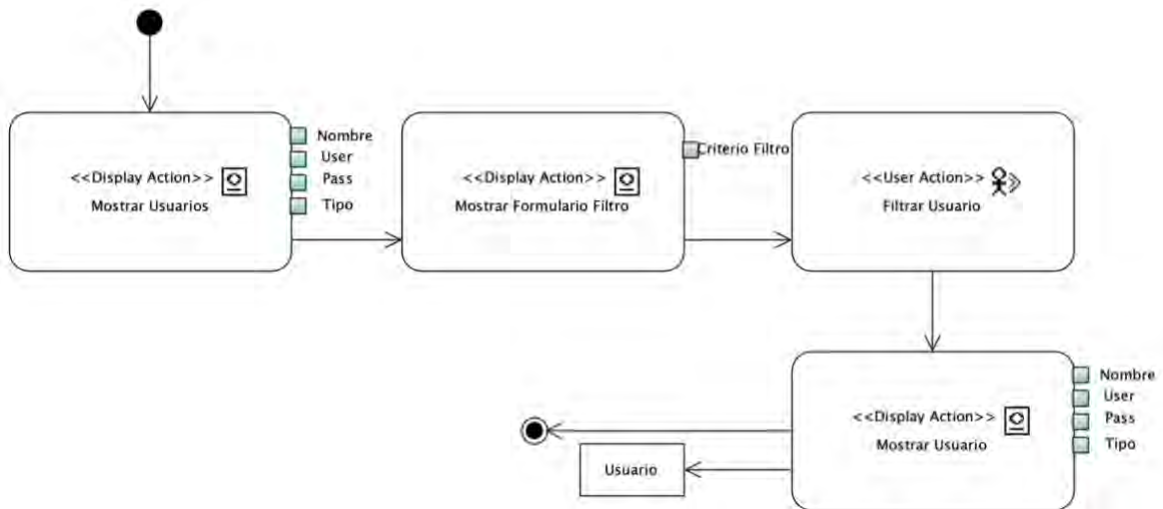 <<Display Action>>
Mostrar Usuarios
Nombre
User
Pass
Tipo
<<Display Action>>
Mostrar Formulario Filtro
Criterio Filtro
<<User Action>>
Filtrar Usuario
<<Display Action>>
Mostrar Usuario
Nombre
User
Pass
Tipo
Usuario